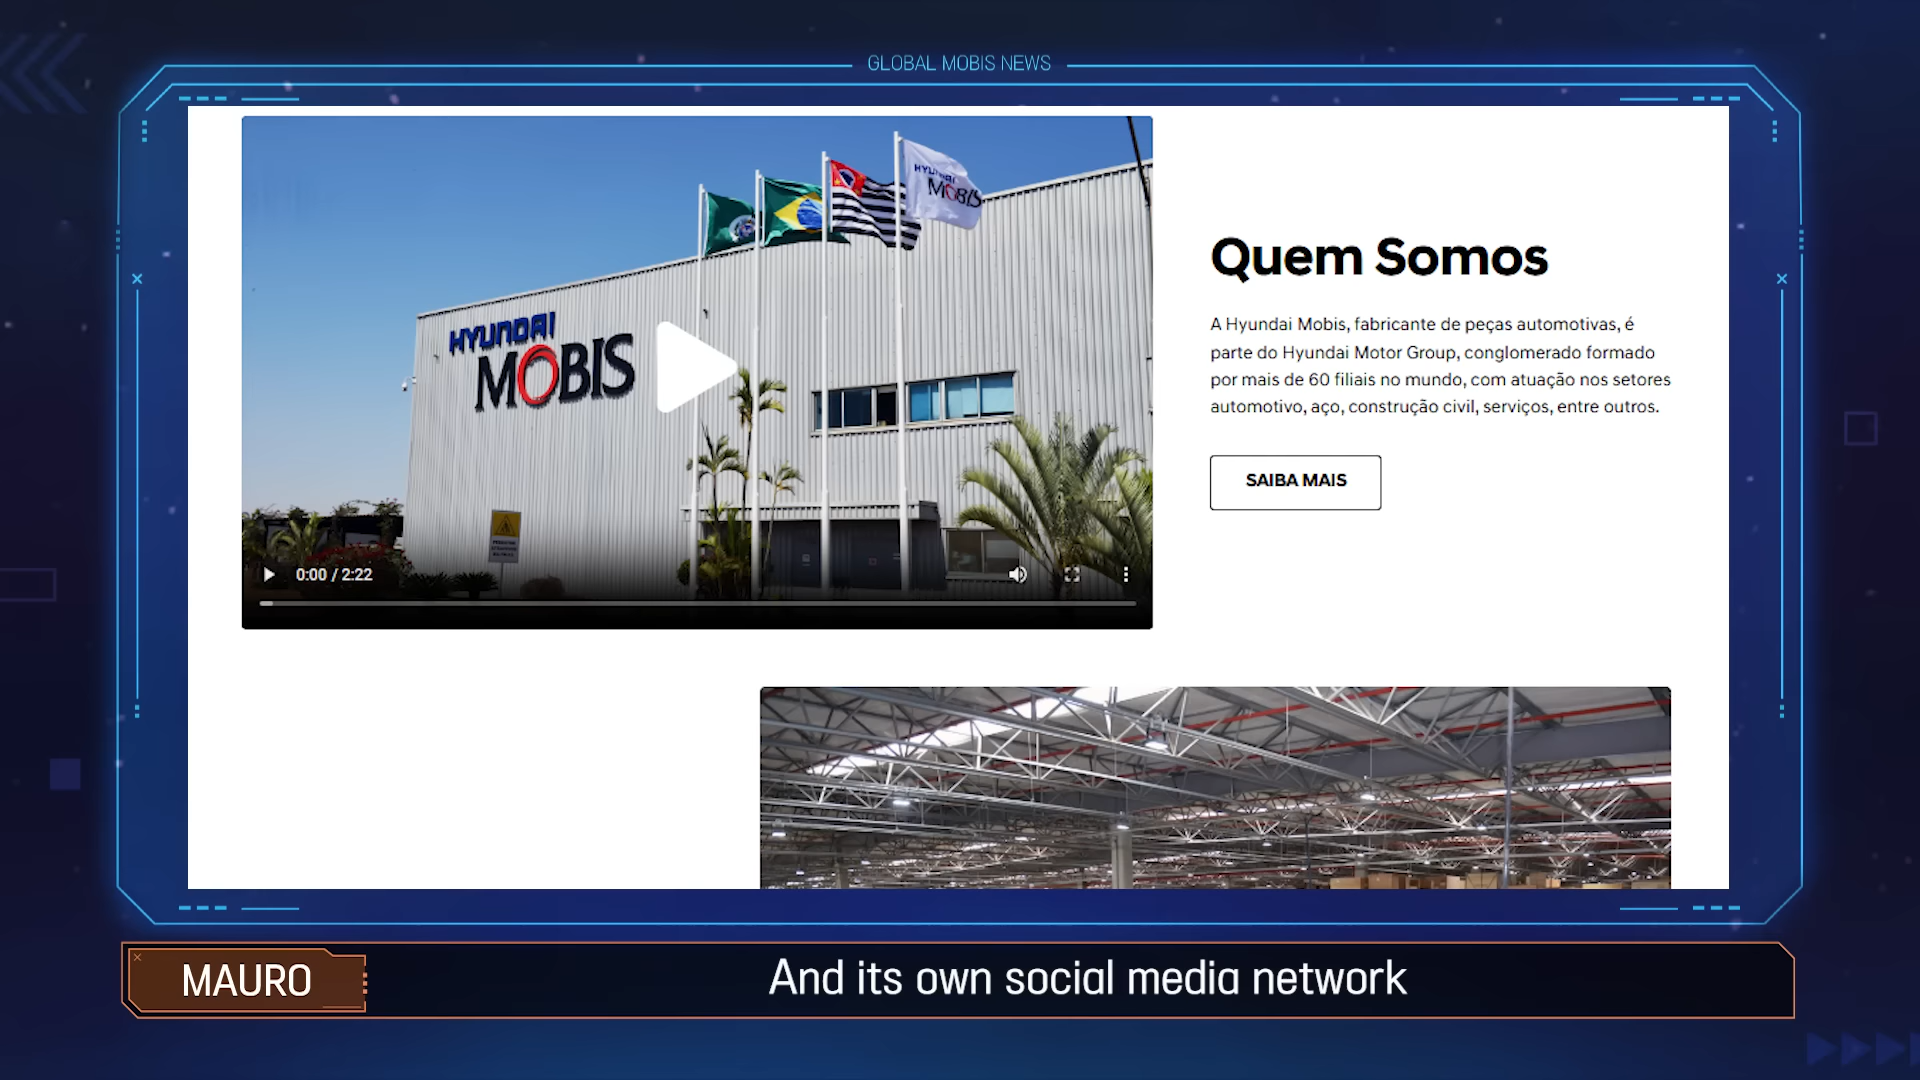 GLOBAL MOBIS NEWS
HYUNDAI
MOBIS
HYUNDAI
MOBIS
Quem Somos
A Hyundai Mobis, fabricante de peças automotivas, é
parte do Hyundai Motor Group, conglomerado formado
por mais de 60 filiais no mundo, com atuação nos setores
automotivo, aço, construção civil, serviços, entre outros.
SAIBA MAIS
0:00 / 2:22
MAURO
And its own social media network